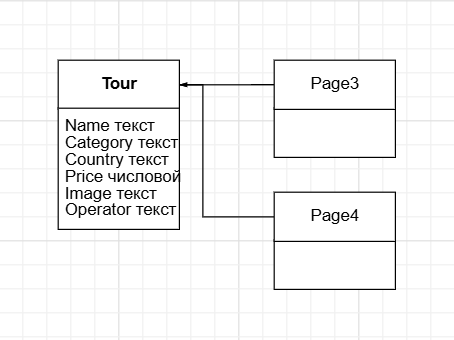 Tour
Name текст
Category текст
Country текст
Price числовой
Image текст
Operator текст
Page3
Page4